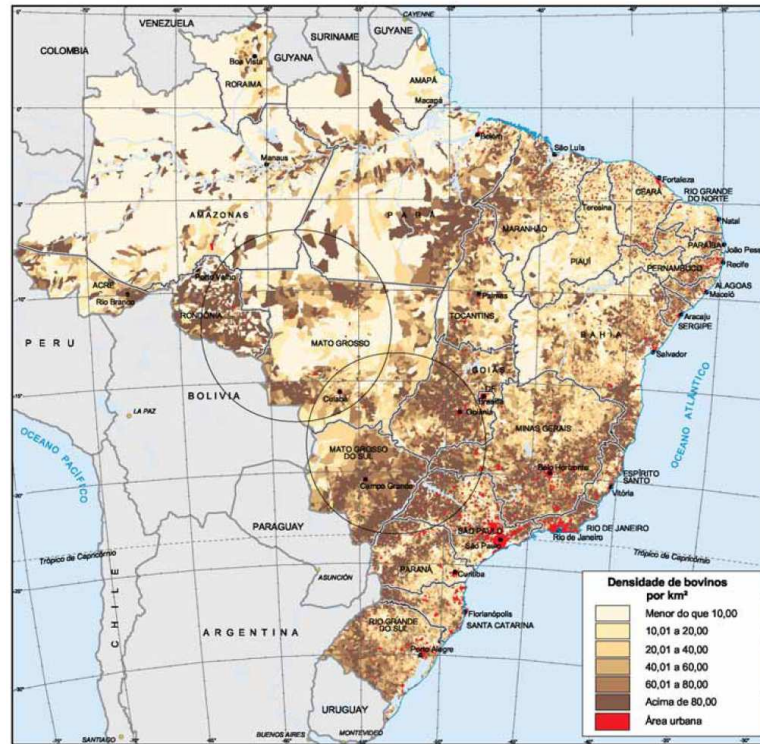 CAYENNE
VENEZUELA
SURINAME
GUYANE
COLOMBIA
GUYANA
Boa Vista
RORAIMA
AMAPÁ
Macapá
Belém
São Luís
Manaus
Fortaleza
CEARÁ
RIO GRANDE
DO NORTE
Teresina
AMAZONAS
PARÁ
MARANHÃO
Natal
PARAÍBA
João Pess
PIAUÍ
PERNAMBUCO
Recife
Porto Velho
ACRE
Rio Branco
ALAGOAS
Maceió
Palmas
RONDÔNIA
TOCANTINS
Aracaju
SERGIPE
PERU
MATO GROSSO
BAHIA
Salvador
BOLIVIA
GOIÁS
DF
Cuiabá
Brasília
LA PAZ
Goiânia
OCEANO ATLÂNTICO
MINAS GERAIS
MATO GROSSO
DO SUL
OCEANO PACÍFICO
Campo Grande
Belo Horizonte
ESPÍRITO
SANTO
Vitória
PARAGUAY
SÃO PAULO
São Paulo
RIO DE JANEIRO
Rio de Janeiro
Trópico de Capricórnio
Trópico de Capricórnio
PARANÁ
Curitiba
ASUNCIÓN
CHILE
Florianópolis
SANTA CATARINA
ARGENTINA
RIO GRANDE
DO SUL
Porto Alegre
URUGUAY
SANTIAGO
BUENOS AIRES
MONTEVIDEO
Densidade de bovinos
por km²
Menor do que 10,00
10,01 a 20,00
20,01 a 40,00
40,01 a 60,00
60,01 a 80,00
Acima de 80,00
Área urbana